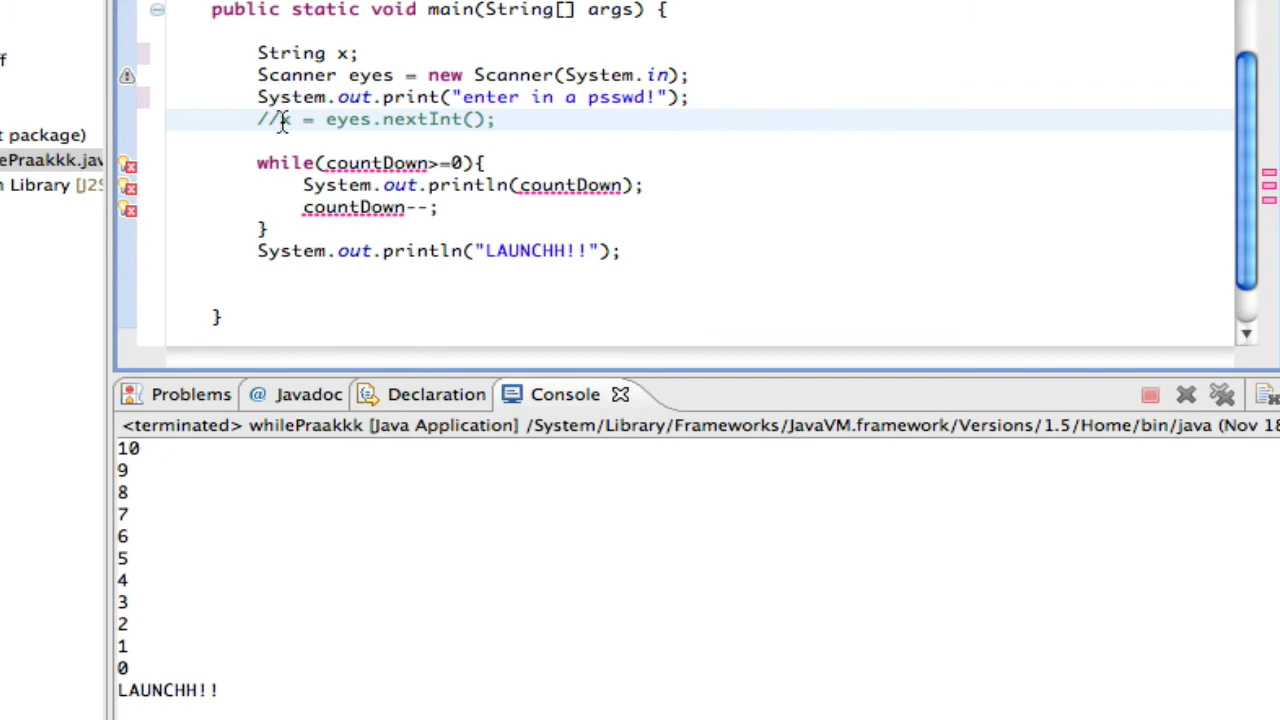 public static void main(String[] args) {
String x;
Scanner eyes = new Scanner(System.in);
System.out.print("enter in a psswd!");
//x = eyes.nextInt();
while(countDown>=0){
System.out.println(countDown);
countDown--;
}
System.out.println("LAUNCHH!!");
}
ff
t package)
ePraakkk.jav
n Library [J2S
Problems @ Javadoc Declaration Console
<terminated> whilePraakkk [Java Application] /System/Library/Frameworks/JavaVM.framework/Versions/1.5/Home/bin/java (Nov 18
10
9
8
7
6
5
4
3
2
1
0
LAUNCHH!!